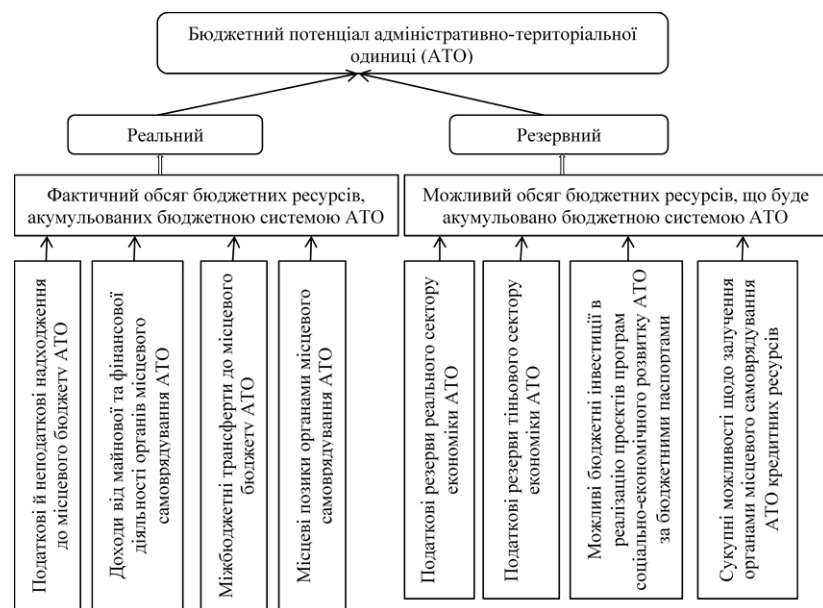 Бюджетний потенціал адміністративно-територіальної
одиниці (АТО)
Реальний
Резервний
Фактичний обсяг бюджетних ресурсів,
акумульованих бюджетною системою АТО
Можливий обсяг бюджетних ресурсів, що буде
акумульовано бюджетною системою АТО
Податкові й неподаткові надходження
до місцевого бюджету АТО
Доходи від майнової та фінансової
діяльності органів місцевого
самоврядування АТО
Міжбюджетні трансферти до місцевого
бюджету АТО
Місцеві позики органами місцевого
самоврядування АТО
Податкові резерви реального сектору
економіки АТО
Податкові резерви тіньового сектору
економіки АТО
Можливі бюджетні інвестиції в
реалізацію проєктів програм
соціально-економічного розвитку АТО
за бюджетними паспортами
Сукупні можливості щодо залучення
органами місцевого самоврядування
АТО кредитних ресурсів